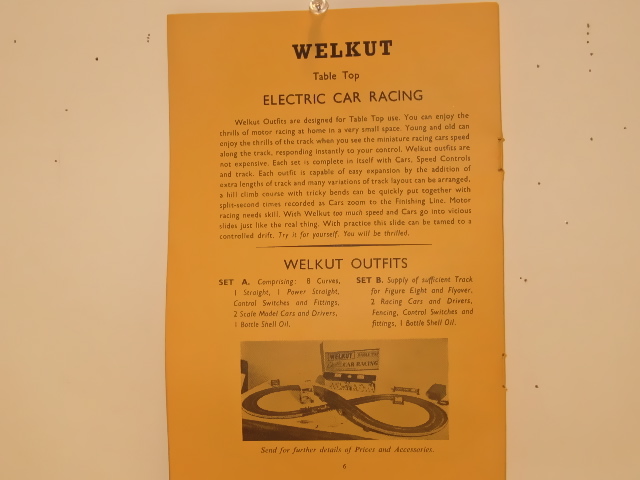 WELKUT
Table Top
ELECTRIC CAR RACING
Welkut Outfits are designed for Table Top use. You can enjoy the
thrills of motor racing at home in a very small space. Young and old can
enjoy the thrills of the track when you see the miniature racing cars speed
along the track, responding instantly to your control. Welkut outfits are
not expensive. Each set is complete in itself with Cars, Speed Controls
and track. Each outfit is capable of easy expansion by the addition of
extra lengths of track and many variations of track layout can be arranged,
a hill climb course with tricky bends can be quickly put together with
split-second times recorded as Cars zoom to the Finishing Line. Motor
racing needs skill. With Welkut too much speed and Cars go into vicious
slides just like the real thing. With practice this slide can be tamed to a
controlled drift. Try it for yourself. You will be thrilled.
WELKUT OUTFITS
SET A. Comprising: 8 Curves,
1 Straight, 1 Power Straight,
Control Switches and Fittings,
2 Scale Model Cars and Drivers,
1 Bottle Shell Oil.
SET B. Supply of sufficient Track
for Figure Eight and Flyover,
2 Racing Cars and Drivers,
Fencing, Control Switches and
fittings, 1 Bottle Shell Oil.
WELKUT TABLE TOP
CAR RACING
Send for further details of Prices and Accessories.
6